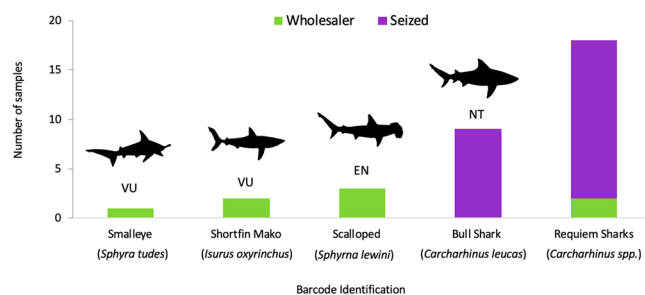 Wholesaler Seized
20
15
10
5
0
Number of samples
VU
VU
EN
NT
Smalleye
(Sphyra tudes)
Shortfin Mako
(Isurus oxyrinchus)
Scalloped
(Sphyrna lewini)
Bull Shark
(Carcharhinus leucas)
Requiem Sharks
(Carcharhinus spp.)
Barcode Identification